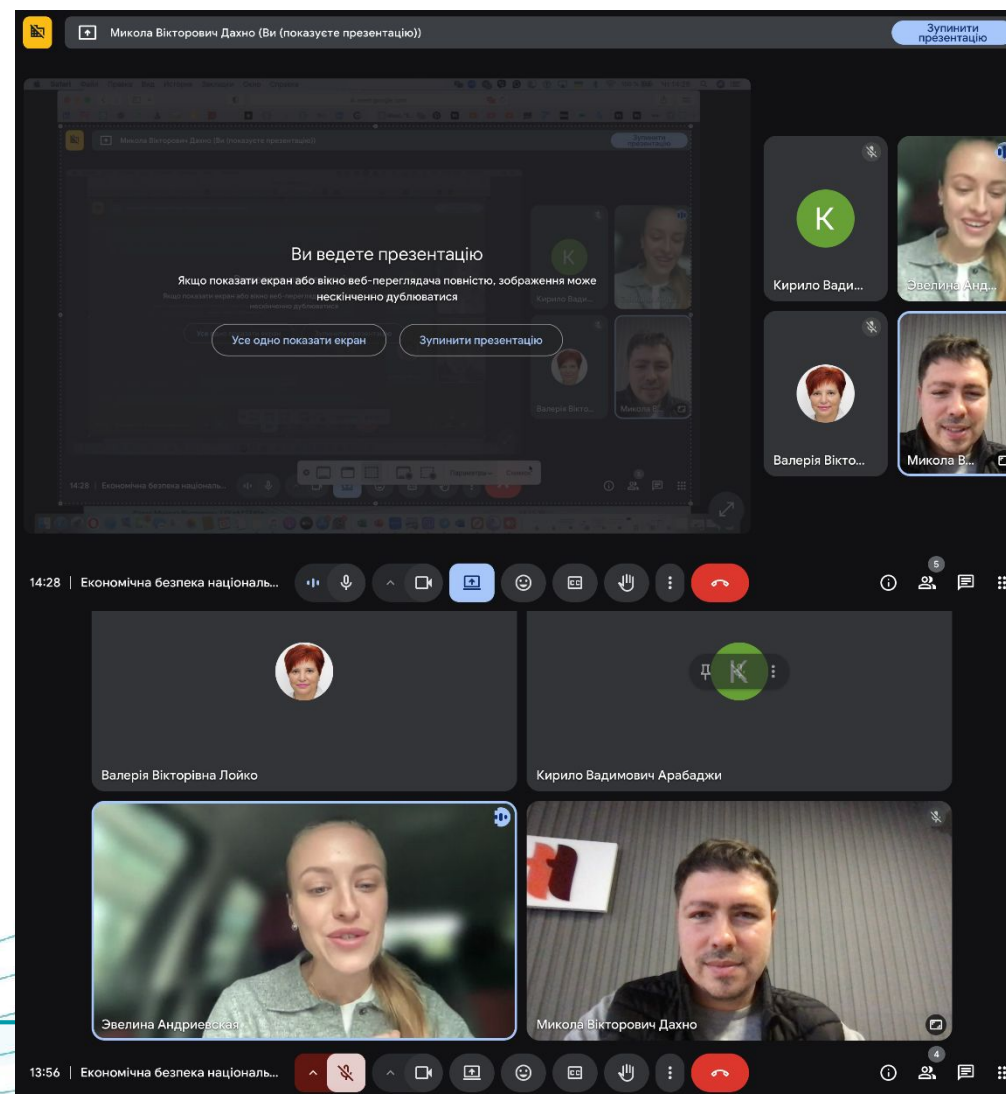 Микола Вікторович Дахно (Ви (показуєте презентацію))
Зупинити
презентацію
Ви ведете презентацію
Якщо показати екран або вікно веб-переглядача повністю, зображення може
нескінченно дублюватися
Усе одно показати екран
Зупинити презентацію
K
Кирило Вади...
Эвелина Анд...
Валерія Вікто...
Микола В...
14:28 | Економічна безпека національ...
5
Валерія Вікторівна Лойко
K
Кирило Вадимович Арабаджи
Эвелина Андриевская
Микола Вікторович Дахно
13:56 | Економічна безпека національ...
4